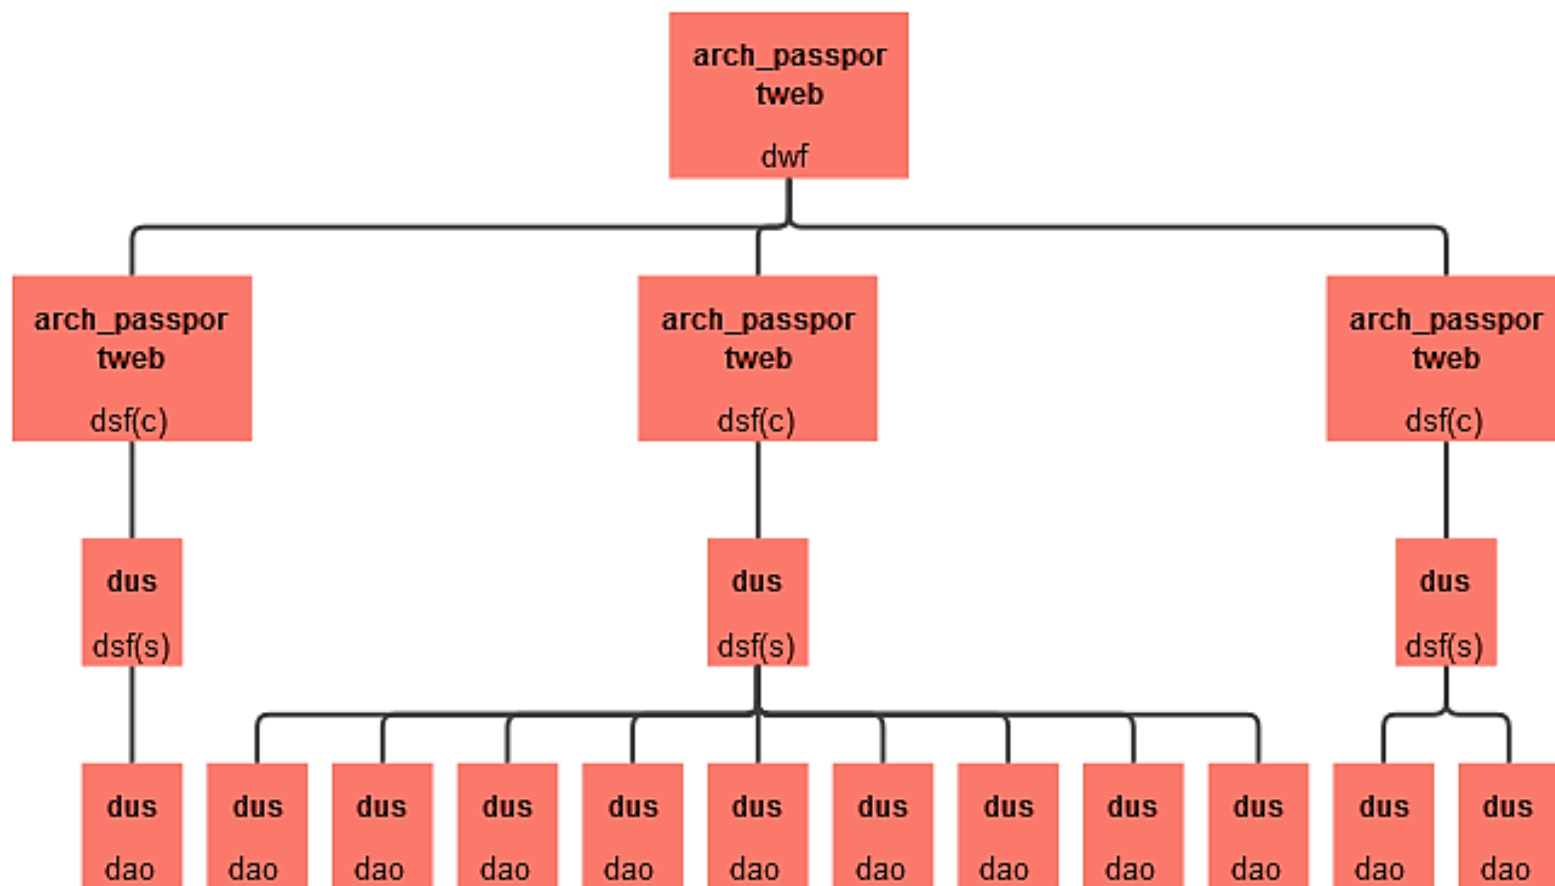 arch_passpor
tweb
dwf
arch_passpor
tweb
dsf(c)
arch_passpor
tweb
dsf(c)
arch_passpor
tweb
dsf(c)
dus
dsf(s)
dus
dsf(s)
dus
dsf(s)
dus
dao
dus
dao
dus
dao
dus
dao
dus
dao
dus
dao
dus
dao
dus
dao
dus
dao
dus
dao
dus
dao
dus
dao